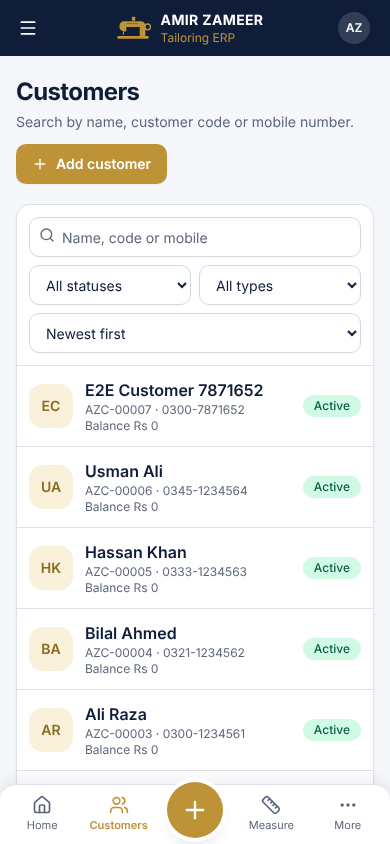 AMIR ZAMEER
Tailoring ERP
AZ
Customers
Search by name, customer code or mobile number.
+ Add customer
Name, code or mobile
All statuses
All types
Newest first
EC
E2E Customer 7871652
AZC-00007 · 0300-7871652
Balance Rs 0
Active
UA
Usman Ali
AZC-00006 · 0345-1234564
Balance Rs 0
Active
HK
Hassan Khan
AZC-00005 · 0333-1234563
Balance Rs 0
Active
BA
Bilal Ahmed
AZC-00004 · 0321-1234562
Balance Rs 0
Active
AR
Ali Raza
AZC-00003 · 0300-1234561
Balance Rs 0
Active
Home
Customers
Measure
More